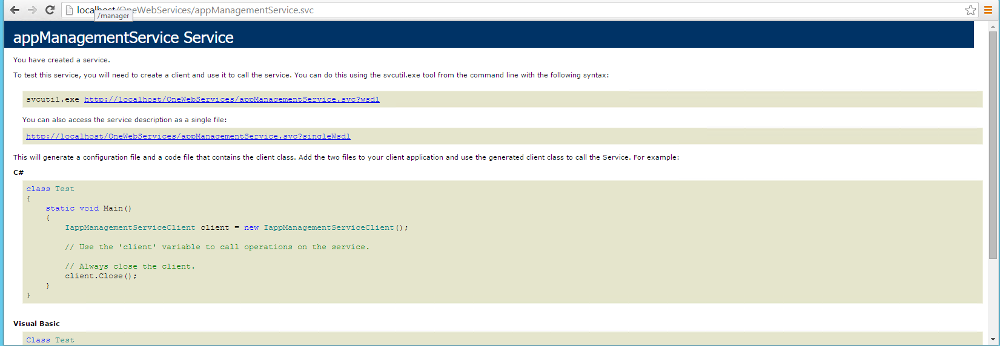 localhost/OneWebServices/appManagementService.svc
/manager
appManagementService Service
You have created a service.
To test this service, you will need to create a client and use it to call the service. You can do this using the svcutil.exe tool from the command line with the following syntax:
svcutil.exe http://localhost/OneWebServices/appManagementService.svc?wsdl
You can also access the service description as a single file:
http://localhost/OneWebServices/appManagementService.svc?singleWsdl
This will generate a configuration file and a code file that contains the client class. Add the two files to your client application and use the generated client class to call the Service. For example:
C#
class Test
{
    static void Main()
    {
        IappManagementServiceClient client = new IappManagementServiceClient();
        // Use the 'client' variable to call operations on the service.
        // Always close the client.
        client.Close();
    }
}
Visual Basic
Class Test